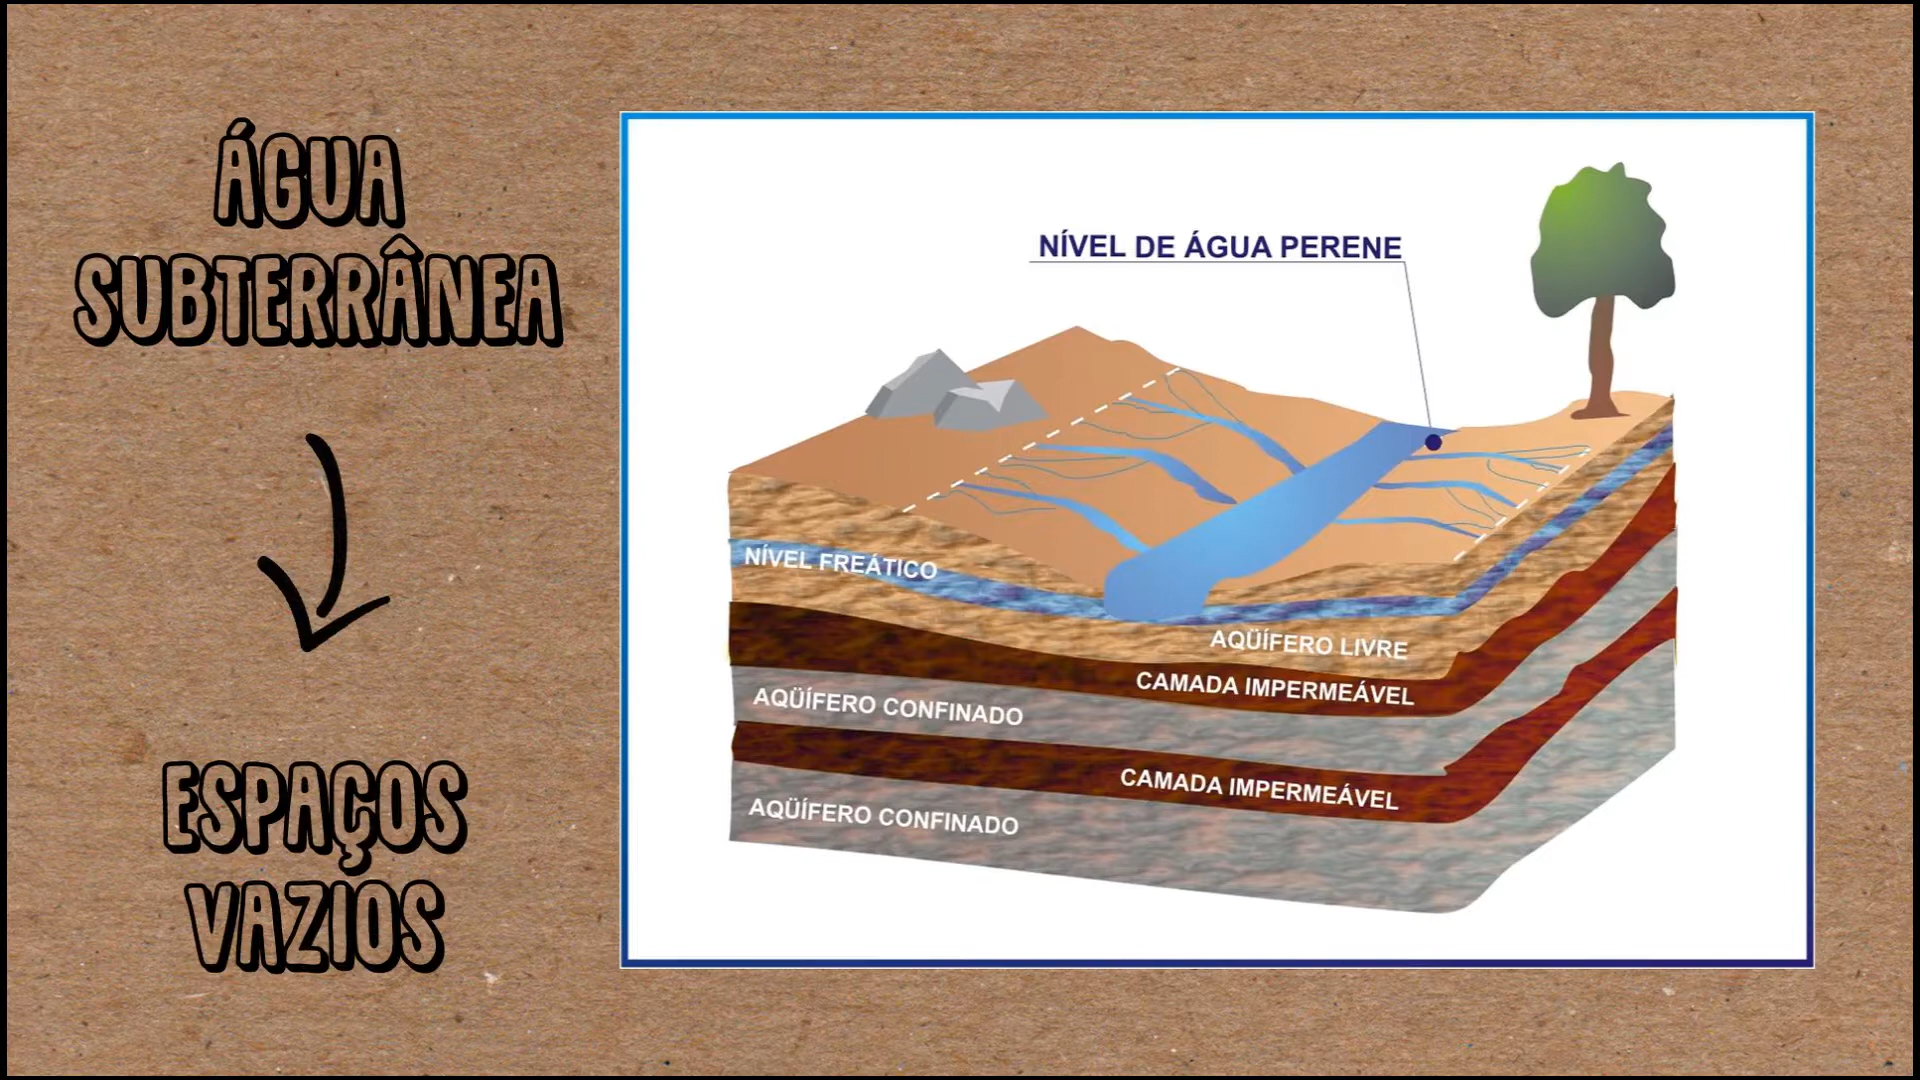 ÁGUA
SUBTERRÂNEA
ESPAÇOS
VAZIOS
NÍVEL DE ÁGUA PERENE
NÍVEL FREÁTICO
AQÜÍFERO LIVRE
CAMADA IMPERMEÁVEL
AQÜÍFERO CONFINADO
CAMADA IMPERMEÁVEL
AQÜÍFERO CONFINADO